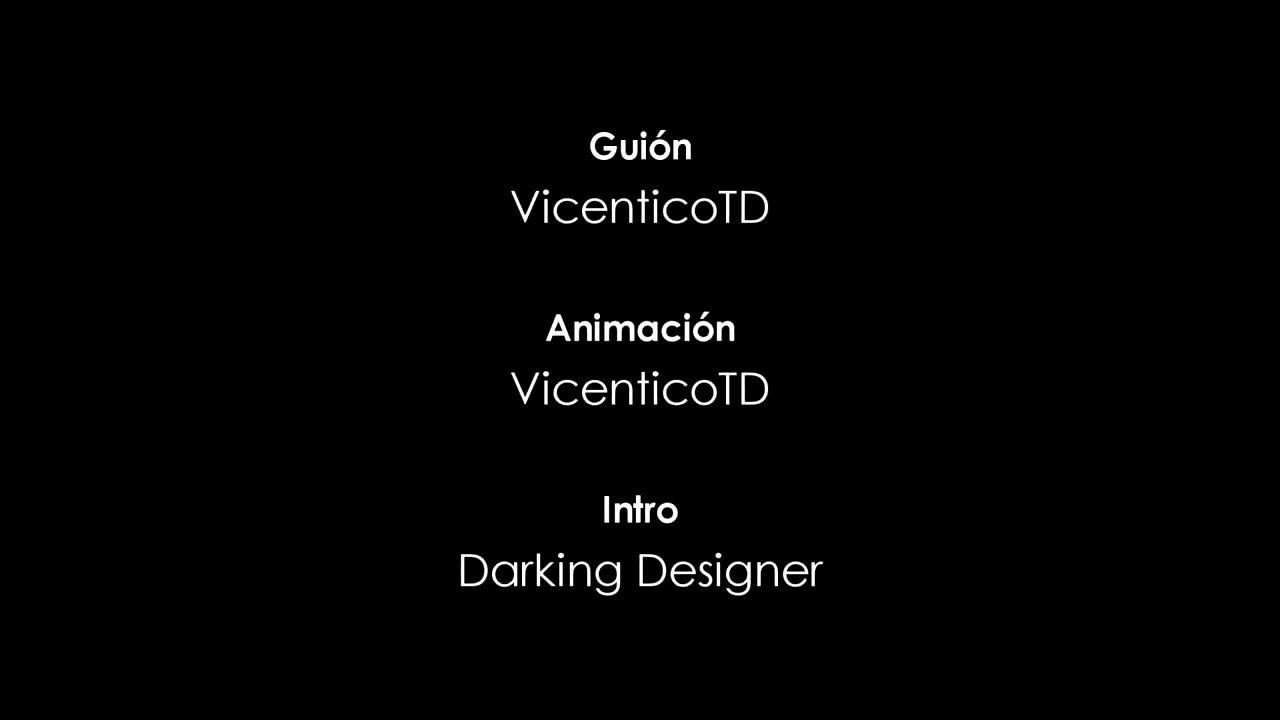 Guión
VicenticoTD
Animación
VicenticoTD
Intro
Darking Designer